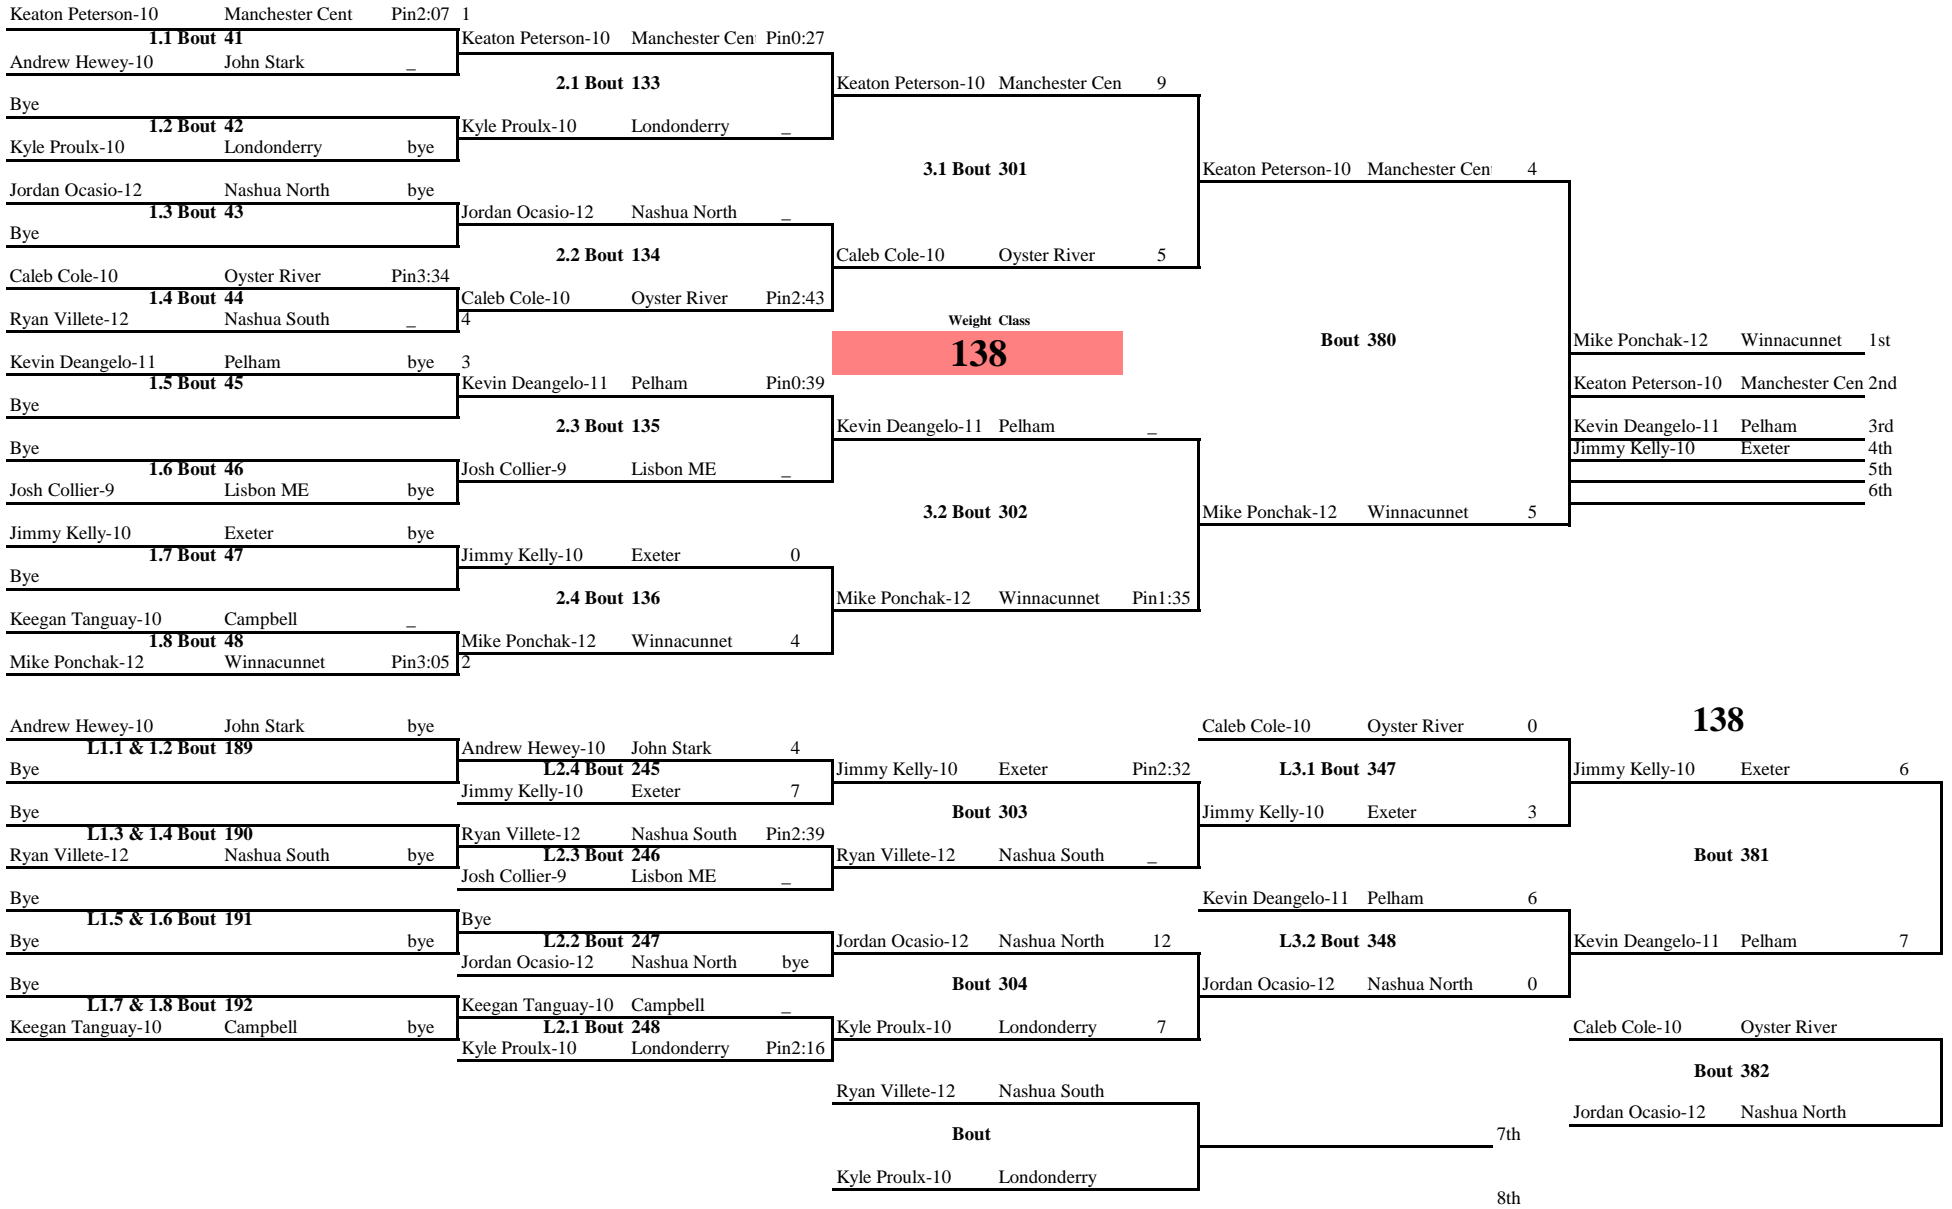 Keaton Peterson-10 Manchester Cent Pin2:07 1
1.1 Bout 41
Andrew Hewey-10 John Stark _
Bye
1.2 Bout 42
Kyle Proulx-10 Londonderry bye
Jordan Ocasio-12 Nashua North bye
1.3 Bout 43
Bye
Caleb Cole-10 Oyster River Pin3:34
1.4 Bout 44
Ryan Villete-12 Nashua South _ 4
Kevin Deangelo-11 Pelham bye 3
1.5 Bout 45
Bye
Bye
1.6 Bout 46
Josh Collier-9 Lisbon ME bye
Jimmy Kelly-10 Exeter bye
1.7 Bout 47
Bye
Keegan Tanguay-10 Campbell _
1.8 Bout 48
Mike Ponchak-12 Winnacunnet Pin3:05 2
Keaton Peterson-10 Manchester Cen Pin0:27
2.1 Bout 133
Kyle Proulx-10 Londonderry _
Jordan Ocasio-12 Nashua North _
2.2 Bout 134
Caleb Cole-10 Oyster River Pin2:43
Kevin Deangelo-11 Pelham Pin0:39
2.3 Bout 135
Josh Collier-9 Lisbon ME _
Jimmy Kelly-10 Exeter 0
2.4 Bout 136
Mike Ponchak-12 Winnacunnet 4
Keaton Peterson-10 Manchester Cen 9
3.1 Bout 301
Caleb Cole-10 Oyster River 5
Weight Class
138
Kevin Deangelo-11 Pelham _
3.2 Bout 302
Mike Ponchak-12 Winnacunnet Pin1:35
Keaton Peterson-10 Manchester Cen 4
Bout 380
Mike Ponchak-12 Winnacunnet 5
Mike Ponchak-12 Winnacunnet 1st
Keaton Peterson-10 Manchester Cen 2nd
Kevin Deangelo-11 Pelham 3rd
Jimmy Kelly-10 Exeter 4th
5th
6th
Andrew Hewey-10 John Stark bye
L1.1 & 1.2 Bout 189
Bye
Bye
L1.3 & 1.4 Bout 190
Ryan Villete-12 Nashua South bye
Bye
L1.5 & 1.6 Bout 191
Bye bye
Bye
L1.7 & 1.8 Bout 192
Keegan Tanguay-10 Campbell bye
Andrew Hewey-10 John Stark 4
L2.4 Bout 245
Jimmy Kelly-10 Exeter 7
Ryan Villete-12 Nashua South Pin2:39
L2.3 Bout 246
Josh Collier-9 Lisbon ME _
Bye
L2.2 Bout 247
Jordan Ocasio-12 Nashua North bye
Keegan Tanguay-10 Campbell _
L2.1 Bout 248
Kyle Proulx-10 Londonderry Pin2:16
Jimmy Kelly-10 Exeter Pin2:32
Bout 303
Ryan Villete-12 Nashua South _
Jordan Ocasio-12 Nashua North 12
Bout 304
Kyle Proulx-10 Londonderry 7
Ryan Villete-12 Nashua South
Bout
Kyle Proulx-10 Londonderry
7th
8th
Caleb Cole-10 Oyster River 0
L3.1 Bout 347
Jimmy Kelly-10 Exeter 3
Kevin Deangelo-11 Pelham 6
L3.2 Bout 348
Jordan Ocasio-12 Nashua North 0
138
Jimmy Kelly-10 Exeter 6
Bout 381
Kevin Deangelo-11 Pelham 7
Caleb Cole-10 Oyster River
Bout 382
Jordan Ocasio-12 Nashua North